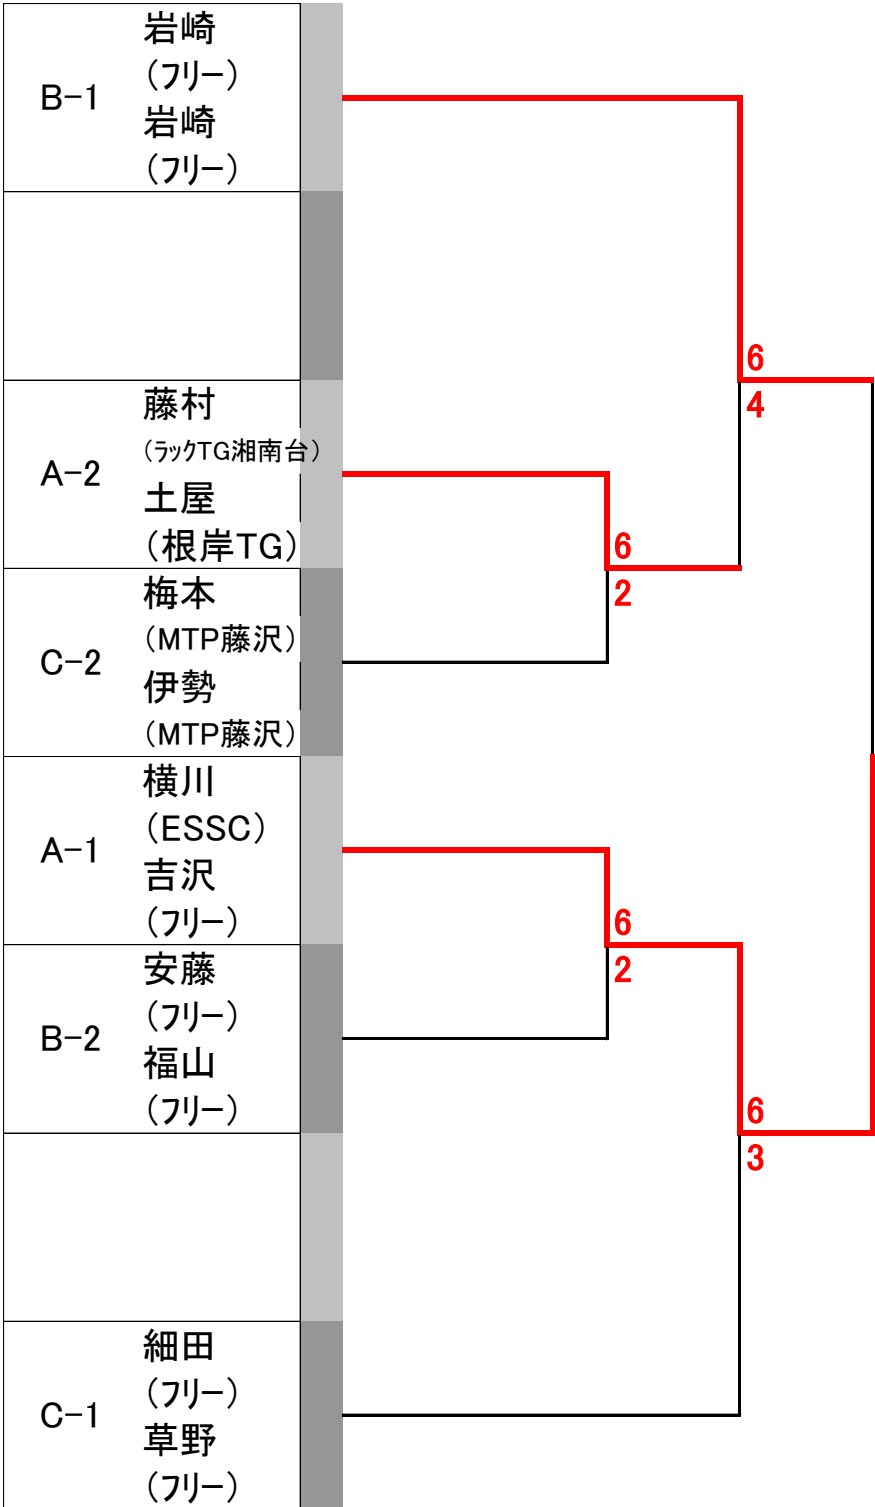 B-1
岩崎
(フリー)
岩崎
(フリー)
6
4
A-2
藤村
(ラックTG湘南台)
土屋
(根岸TG)
6
2
C-2
梅本
(MTP藤沢)
伊勢
(MTP藤沢)
A-1
横川
(ESSC)
吉沢
(フリー)
6
2
B-2
安藤
(フリー)
福山
(フリー)
6
3
C-1
細田
(フリー)
草野
(フリー)